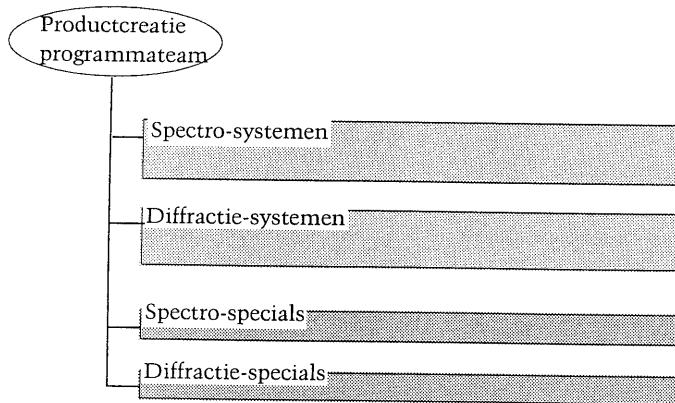 Productcreatie
programmateam
Spectro-systemen
Diffractie-systemen
Spectro-specials
Diffractie-specials